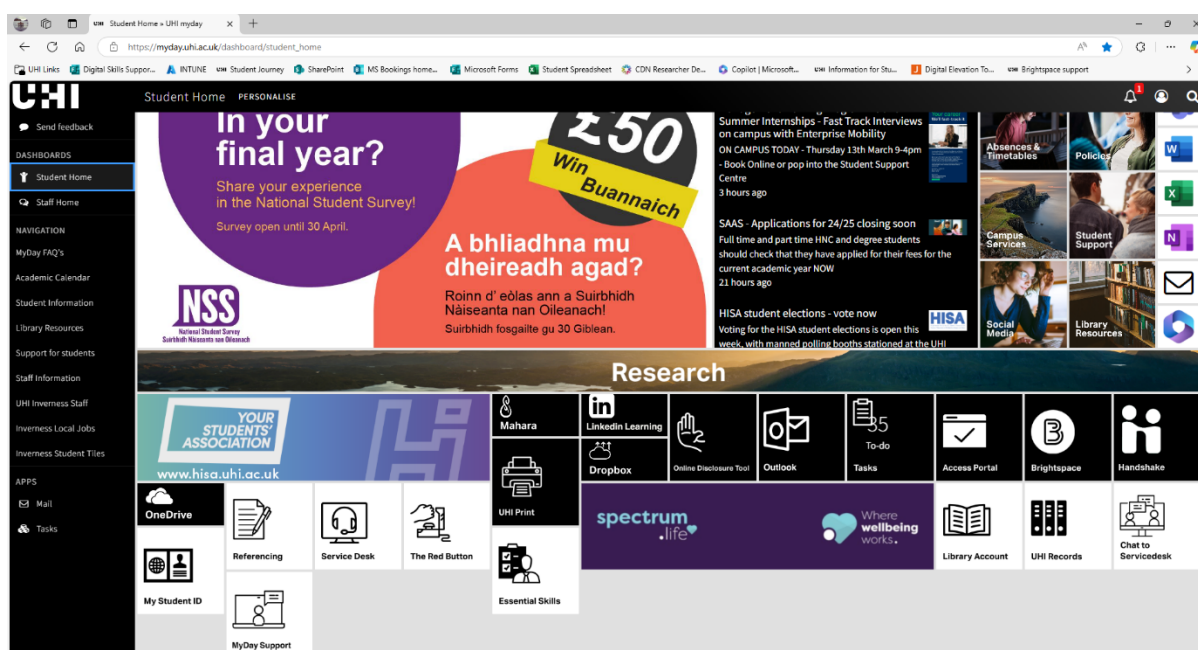 Student Home » UHI myday
https://myday.uhi.ac.uk/dashboard/student_home
UHI Links
Digital Skills Suppor...
INTUNE
Student Journey
SharePoint
MS Bookings home...
Microsoft Forms
Student Spreadsheet
CDN Researcher De...
Copilot | Microsoft...
Information for Stu...
Digital Elevation To...
Brightspace support
UHI
Student Home PERSONALISE
1
Send feedback
DASHBOARDS
Student Home
Staff Home
NAVIGATION
MyDay FAQ's
Academic Calendar
Student Information
Library Resources
Support for students
Staff Information
UHI Inverness Staff
Inverness Local Jobs
Inverness Student Tiles
APPS
Mail
Tasks
In your
final year?
Share your experience
in the National Student Survey!
Survey open until 30 April.
NSS
National Student Survey
Suirbhidh Nàiseanta nan Oileanach
£50
Win
Buannaich
A bhliadhna mu
dheireadh agad?
Roinn d' eòlas ann a Suirbhidh
Nàiseanta nan Oileanach!
Suirbhidh fosgailte gu 30 Giblean.
Summer Internships - Fast Track Interviews
on campus with Enterprise Mobility
ON CAMPUS TODAY - Thursday 13th March 9-4pm
- Book Online or pop into the Student Support
Centre
3 hours ago
SAAS - Applications for 24/25 closing soon
Full time and part time HNC and degree students
should check that they have applied for their fees for the
current academic year NOW
21 hours ago
HISA student elections - vote now
HISA
Voting for the HISA student elections is open this
week, with manned polling booths stationed at the UHI
Absences &
Timetables
Policies
Campus
Services
Student
Support
Social
Media
Library
Resources
Research
YOUR
STUDENTS'
ASSOCIATION
www.hisa.uhi.ac.uk
Mahara
Linkedin Learning
Dropbox
Online Disclosure Tool
Outlook
35
To-do
Tasks
Access Portal
Brightspace
Handshake
OneDrive
Referencing
Service Desk
The Red Button
UHI Print
spectrum
.life
Where
wellbeing
works.
Library Account
UHI Records
Chat to
Servicedesk
My Student ID
MyDay Support
Essential Skills